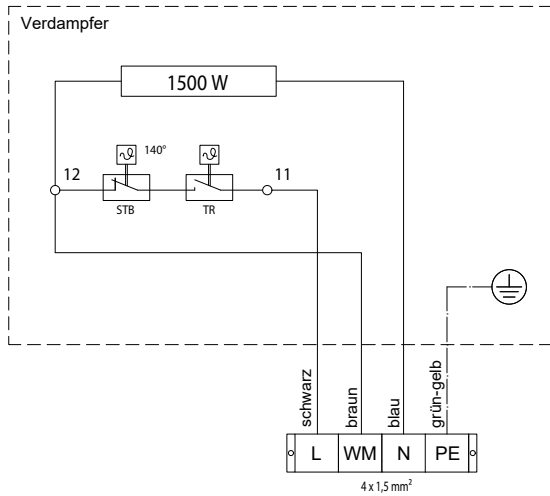 Verdampfer
1500 W
12
140°
11
STB
TR
schwarz
braun
blau
grün-gelb
L
WM
N
PE
4 x 1,5 mm²